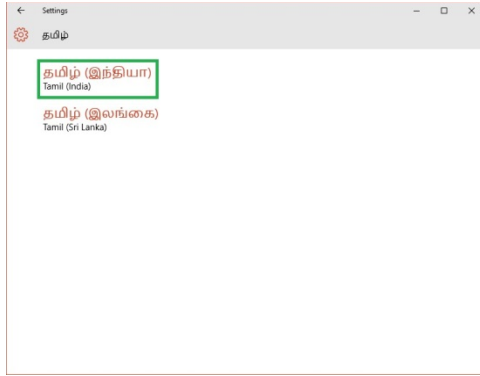 Settings
தமிழ்
தமிழ் (இந்தியா)
Tamil (India)
தமிழ் (இலங்கை)
Tamil (Sri Lanka)